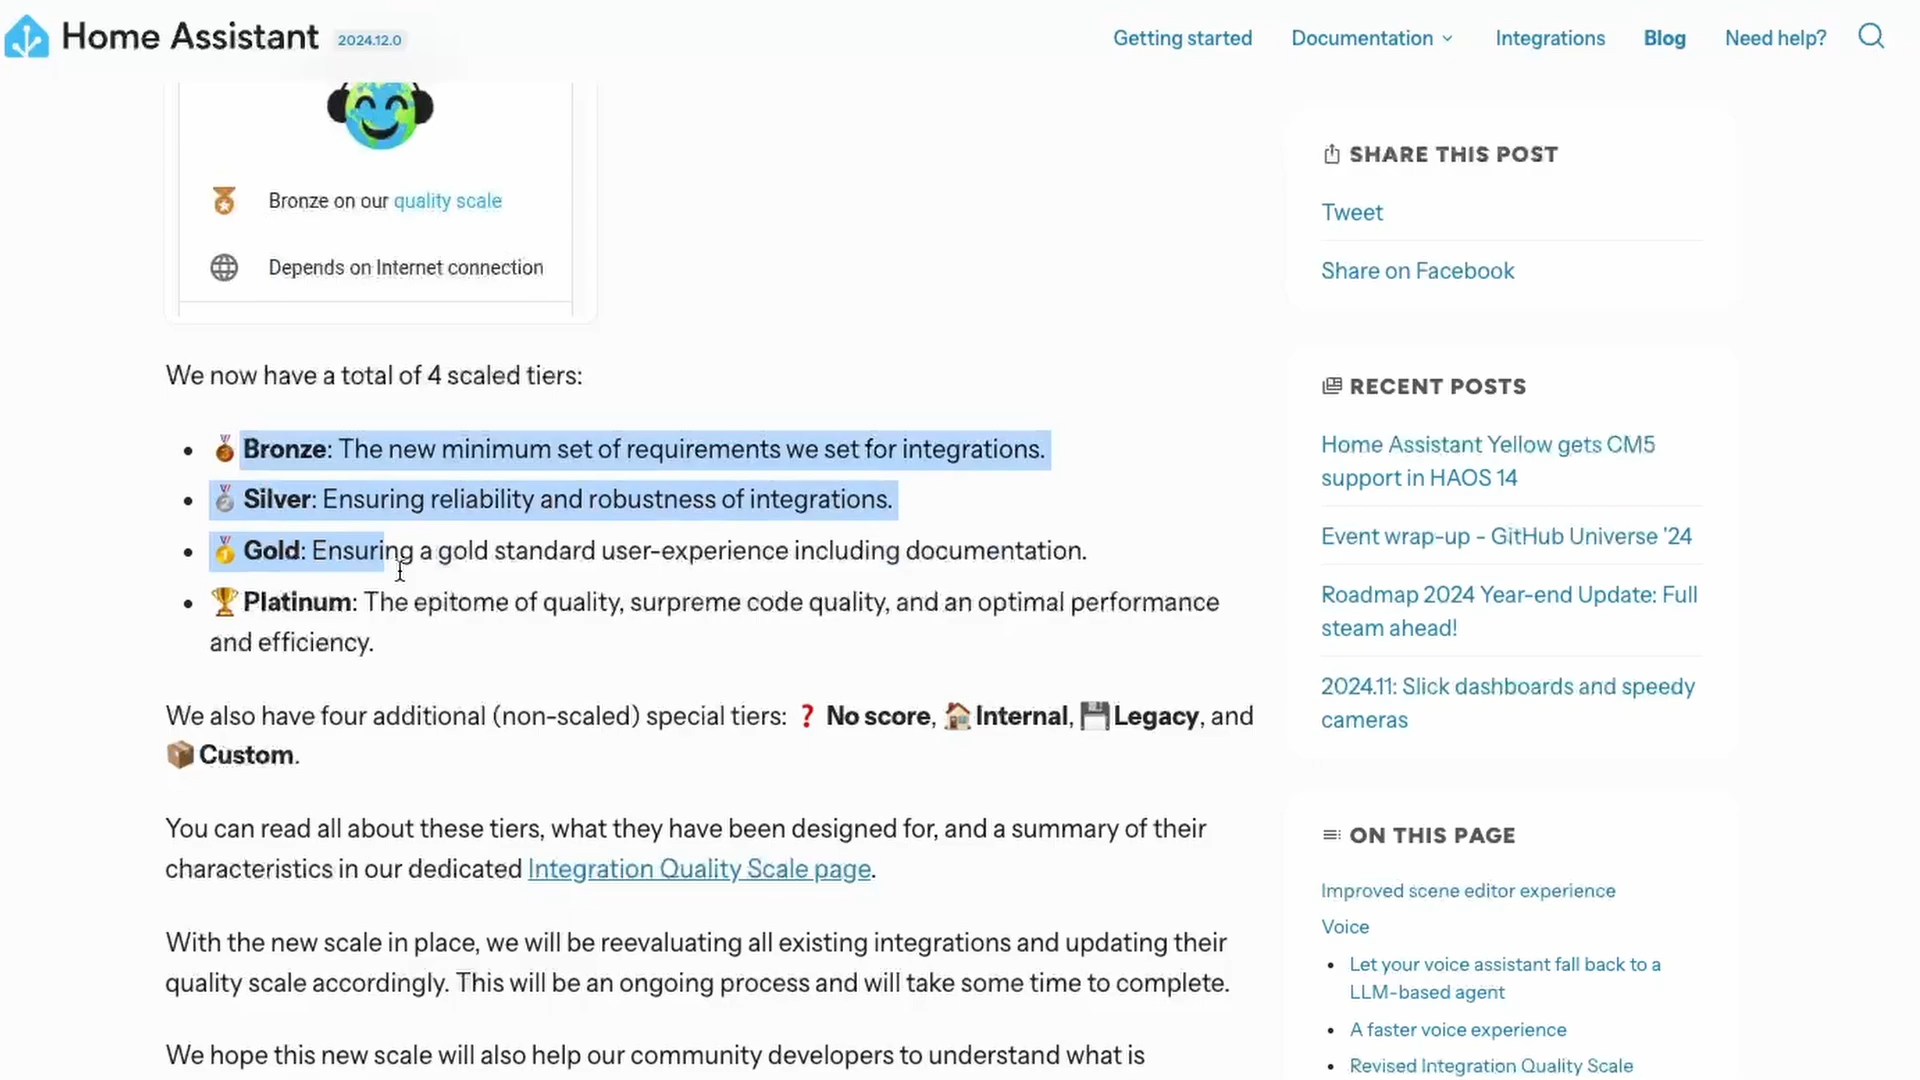 Home Assistant 2024.12.0
Getting started Documentation Integrations Blog Need help?
Bronze on our quality scale
Depends on Internet connection
We now have a total of 4 scaled tiers:
Bronze: The new minimum set of requirements we set for integrations.
Silver: Ensuring reliability and robustness of integrations.
Gold: Ensuring a gold standard user-experience including documentation.
Platinum: The epitome of quality, surpreme code quality, and an optimal performance
and efficiency.
We also have four additional (non-scaled) special tiers: ❓ No score, 🏠 Internal, 💾 Legacy, and
📦 Custom.
You can read all about these tiers, what they have been designed for, and a summary of their
characteristics in our dedicated Integration Quality Scale page.
With the new scale in place, we will be reevaluating all existing integrations and updating their
quality scale accordingly. This will be an ongoing process and will take some time to complete.
We hope this new scale will also help our community developers to understand what is
SHARE THIS POST
Tweet
Share on Facebook
RECENT POSTS
Home Assistant Yellow gets CM5
support in HAOS 14
Event wrap-up - GitHub Universe '24
Roadmap 2024 Year-end Update: Full
steam ahead!
2024.11: Slick dashboards and speedy
cameras
ON THIS PAGE
Improved scene editor experience
Voice
Let your voice assistant fall back to a
LLM-based agent
A faster voice experience
Revised Integration Quality Scale